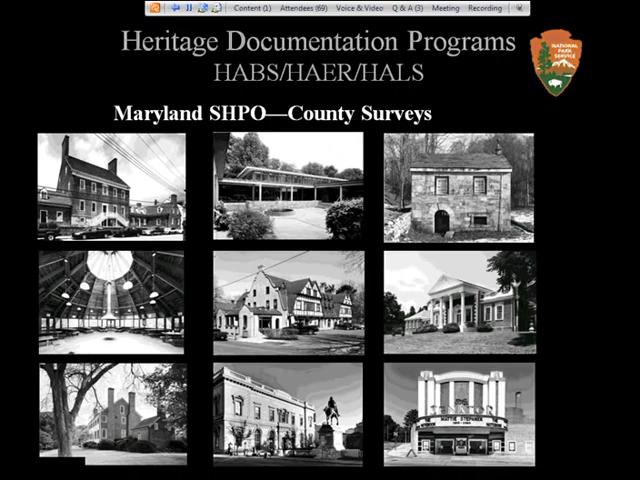 Content (1) Attendees (69) Voice & Video Q & A (3) Meeting Recording
Heritage Documentation Programs
NATIONAL
PARK
SERVICE
HABS/HAER/HALS
Maryland SHPO—County Surveys